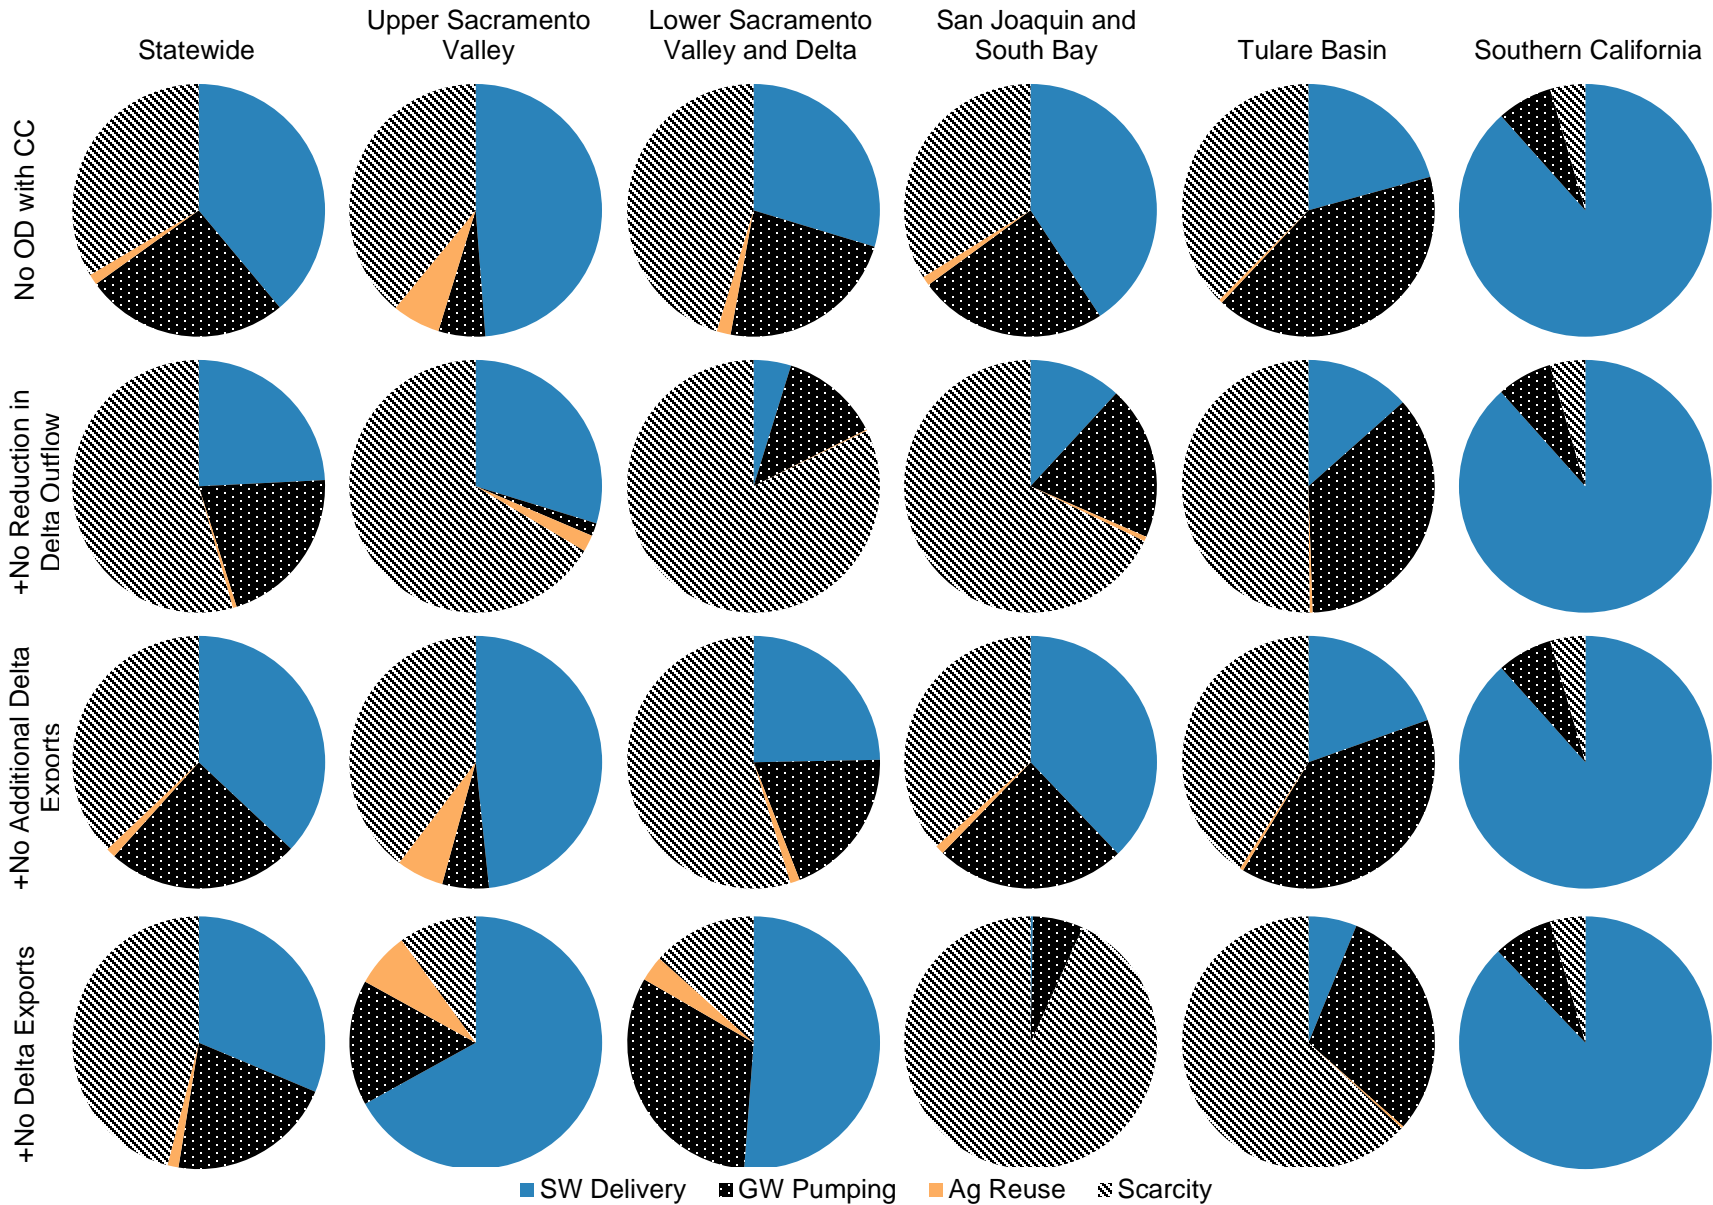 Statewide
Upper Sacramento
Valley
Lower Sacramento
Valley and Delta
San Joaquin and
South Bay
Tulare Basin
Southern California
No OD with CC
+No Reduction in
Delta Outflow
+No Additional Delta
Exports
+No Delta Exports
SW Delivery
GW Pumping
Ag Reuse
Scarcity